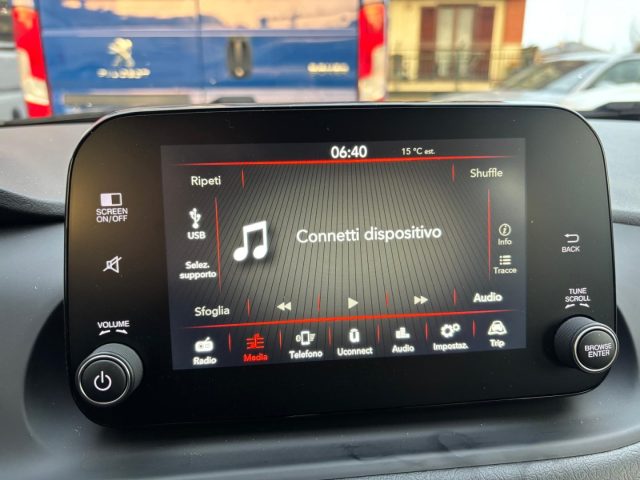 PEUGEOT
06:40
15 °C est.
Ripeti
Shuffle
SCREEN
ON/OFF
USB
Connetti dispositivo
Info
BACK
Selez.
supporto
Tracce
Sfoglia
Audio
TUNE
SCROLL
VOLUME
Radio
Media
Telefono
Uconnect
Audio
Impostaz.
Trip
BROWSE
ENTER